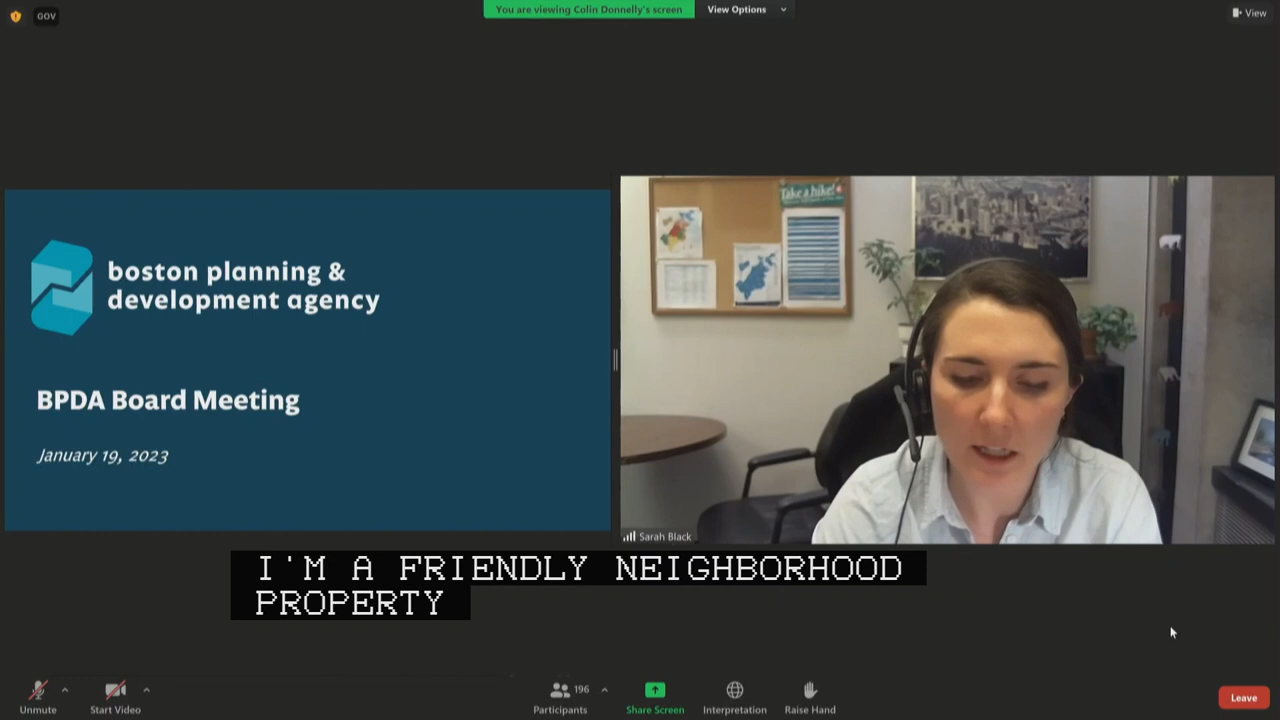 GOV
You are viewing Colin Donnelly's screen
View Options
View
boston planning &
development agency
BPDA Board Meeting
January 19, 2023
Take a hike!
Sarah Black
I'M A FRIENDLY NEIGHBORHOOD
PROPERTY
Unmute
Start Video
196
Participants
Share Screen
Interpretation
Raise Hand
Leave